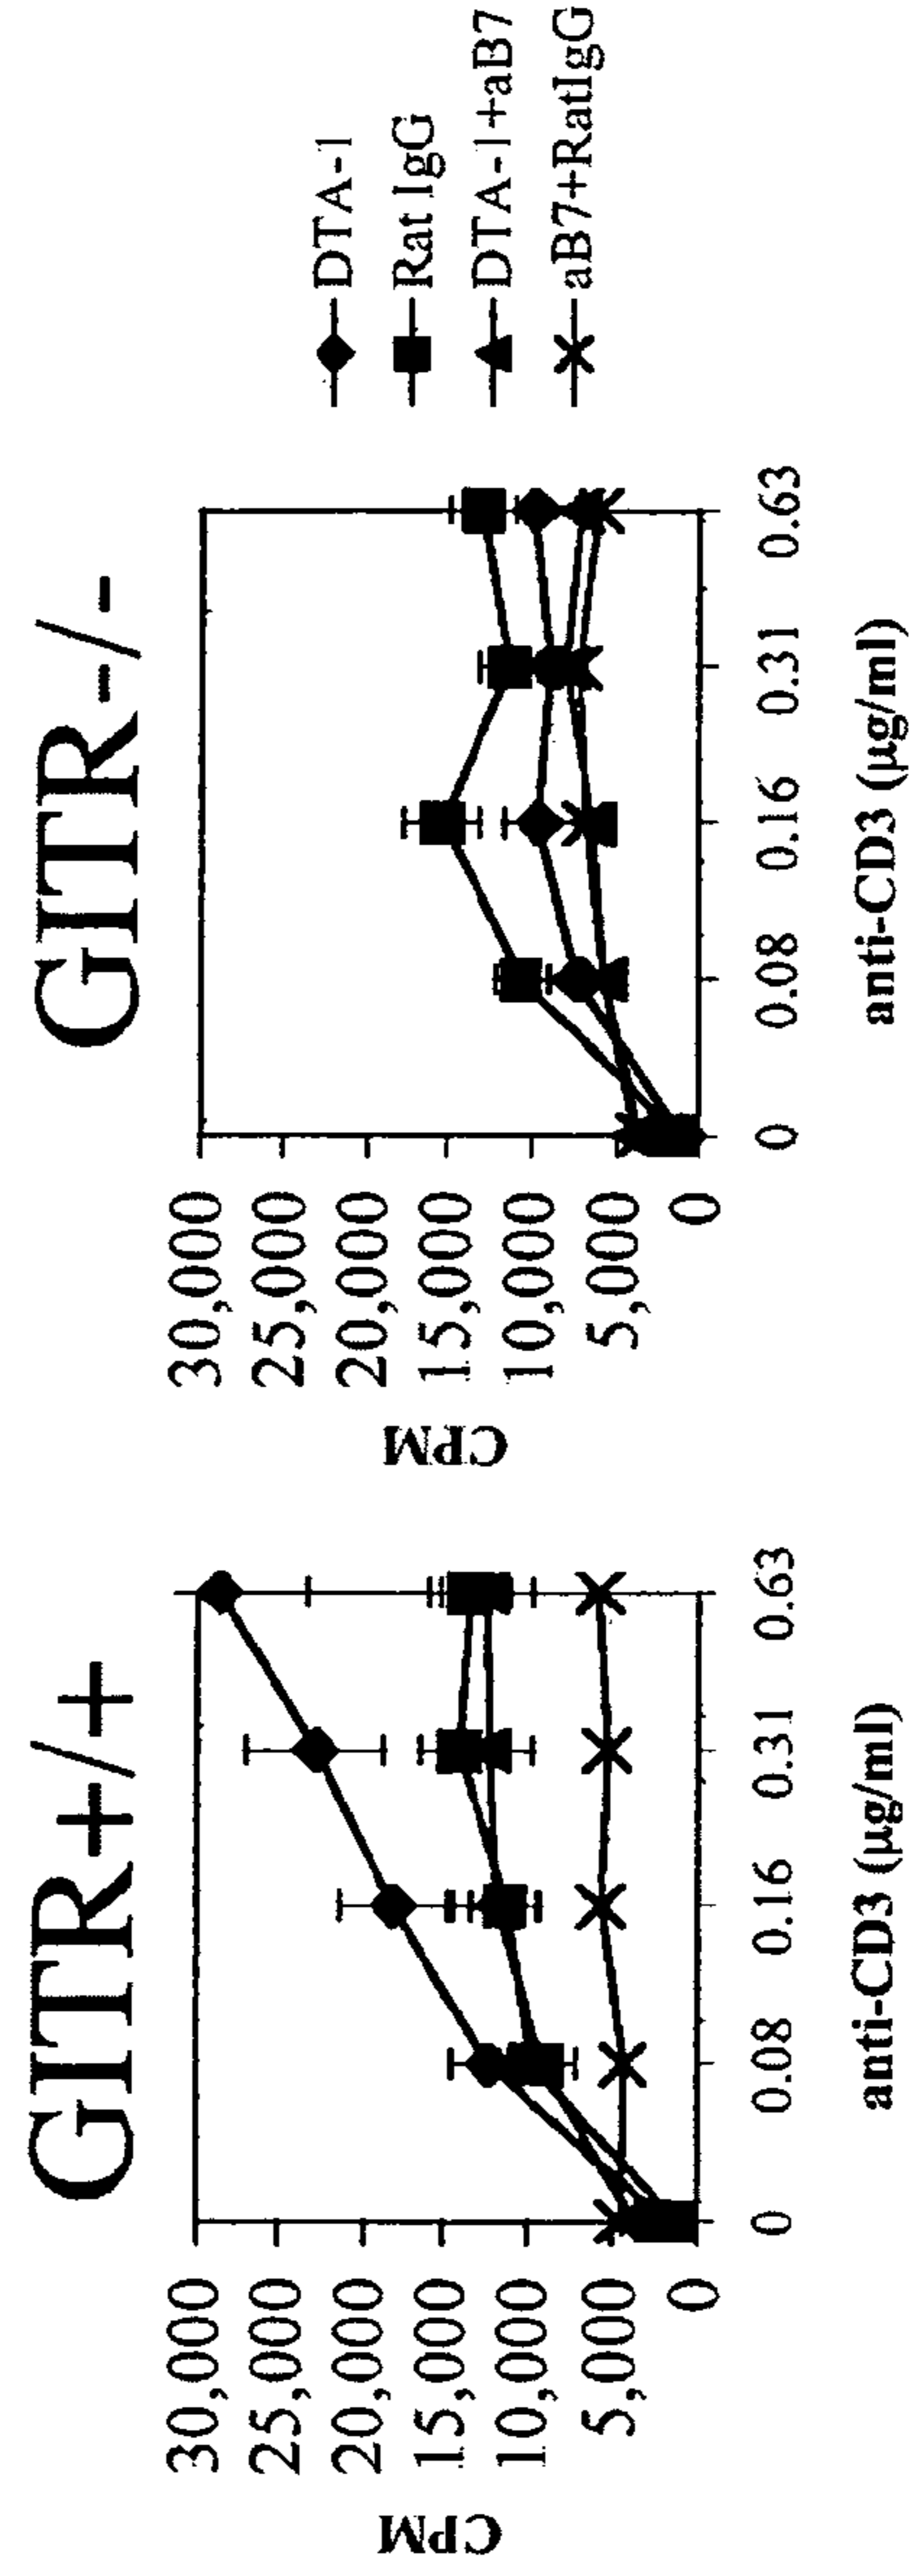 GITR+/+
30,000
25,000
20,000
15,000
10,000
5,000
0
CPM
0 0.08 0.16 0.31 0.63
anti-CD3 (µg/ml)
GITR-/-
30,000
25,000
20,000
15,000
10,000
5,000
0
CPM
0 0.08 0.16 0.31 0.63
anti-CD3 (µg/ml)
DTA-1
Rat IgG
DTA-1+aB7
aB7+RatIgG